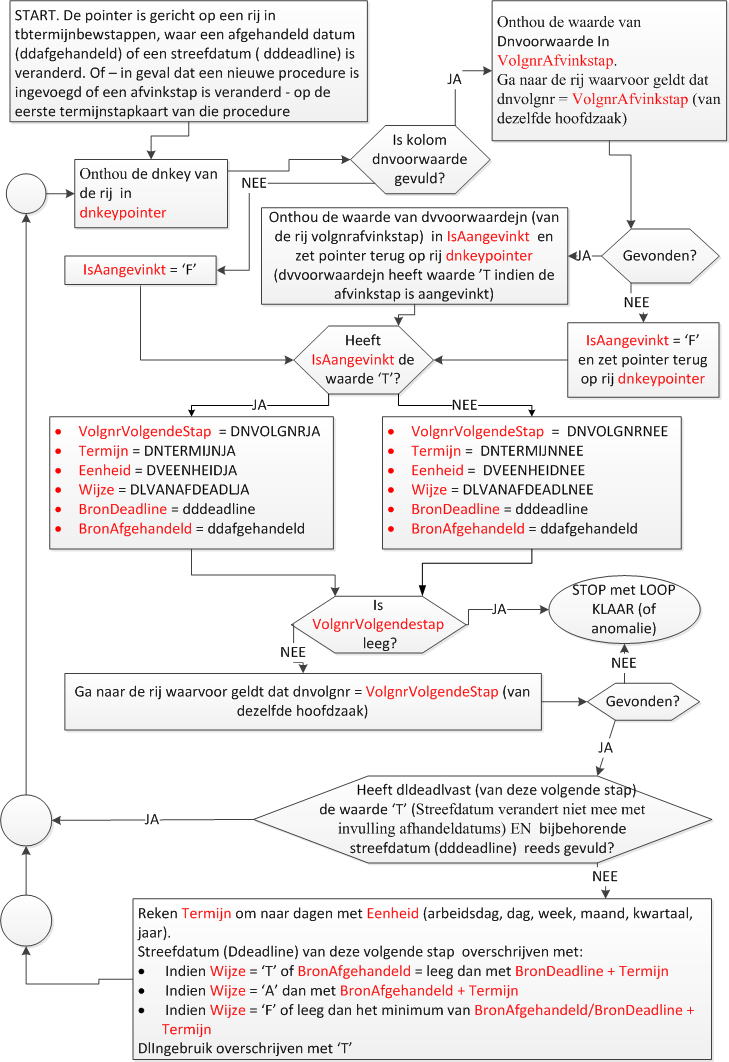 START. De pointer is gericht op een rij in
tbtermijnbewstappen, waar een afgehandeld datum
(ddafgehandeld) of een streefdatum ( dddeadline) is
veranderd. Of – in geval dat een nieuwe procedure is
ingevoegd of een afvinkstap is veranderd - op de
eerste termijnstapkaart van die procedure
Onthou de waarde van
Dnvoorwaarde In
VolgnrAfvinkstap.
Ga naar de rij waarvoor geldt dat
dnvolgnr = VolgnrAfvinkstap (van
dezelfde hoofdzaak)
JA
Is kolom
dnvoorwaarde
gevuld?
Onthou de dnkey van
de rij in
dnkeypointer
NEE
Onthou de waarde van dvvoorwaardejn (van
de rij volgnrafvinkstap) in IsAangevinkt en
zet pointer terug op rij dnkeypointer
(dvvoorwaardejn heeft waarde 'T indien de
afvinkstap is aangevinkt)
JA
Gevonden?
IsAangevinkt = 'F'
NEE
IsAangevinkt = 'F'
en zet pointer terug
op rij dnkeypointer
Heeft
IsAangevinkt de
waarde 'T'?
JA
NEE
VolgnrVolgendeStap = DNVOLGNRJA
Termijn = DNTERMIJNJA
Eenheid = DVEENHEIDJA
Wijze = DLVANAFDEADLJA
BronDeadline = dddeadline
BronAfgehandeld = ddafgehandeld
VolgnrVolgendeStap = DNVOLGNRNEE
Termijn = DNTERMIJNNEE
Eenheid = DVEENHEIDNEE
Wijze = DLVANAFDEADLNEE
BronDeadline = dddeadline
BronAfgehandeld = ddafgehandeld
Is
VolgnrVolgendestap
leeg?
JA
STOP met LOOP
KLAAR (of
anomalie)
NEE
NEE
Ga naar de rij waarvoor geldt dat dnvolgnr = VolgnrVolgendeStap (van
dezelfde hoofdzaak)
Gevonden?
JA
Heeft dldeadlvast (van deze volgende stap)
de waarde 'T' (Streefdatum verandert niet mee met
invulling afhandeldatums) EN bijbehorende
streefdatum (dddeadline) reeds gevuld?
JA
NEE
Reken Termijn om naar dagen met Eenheid (arbeidsdag, dag, week, maand, kwartaal,
jaar).
Streefdatum (Ddeadline) van deze volgende stap overschrijven met:
Indien Wijze = 'T' of BronAfgehandeld = leeg dan met BronDeadline + Termijn
Indien Wijze = 'A' dan met BronAfgehandeld + Termijn
Indien Wijze = 'F' of leeg dan het minimum van BronAfgehandeld/BronDeadline +
Termijn
DlIngebruik overschrijven met 'T'